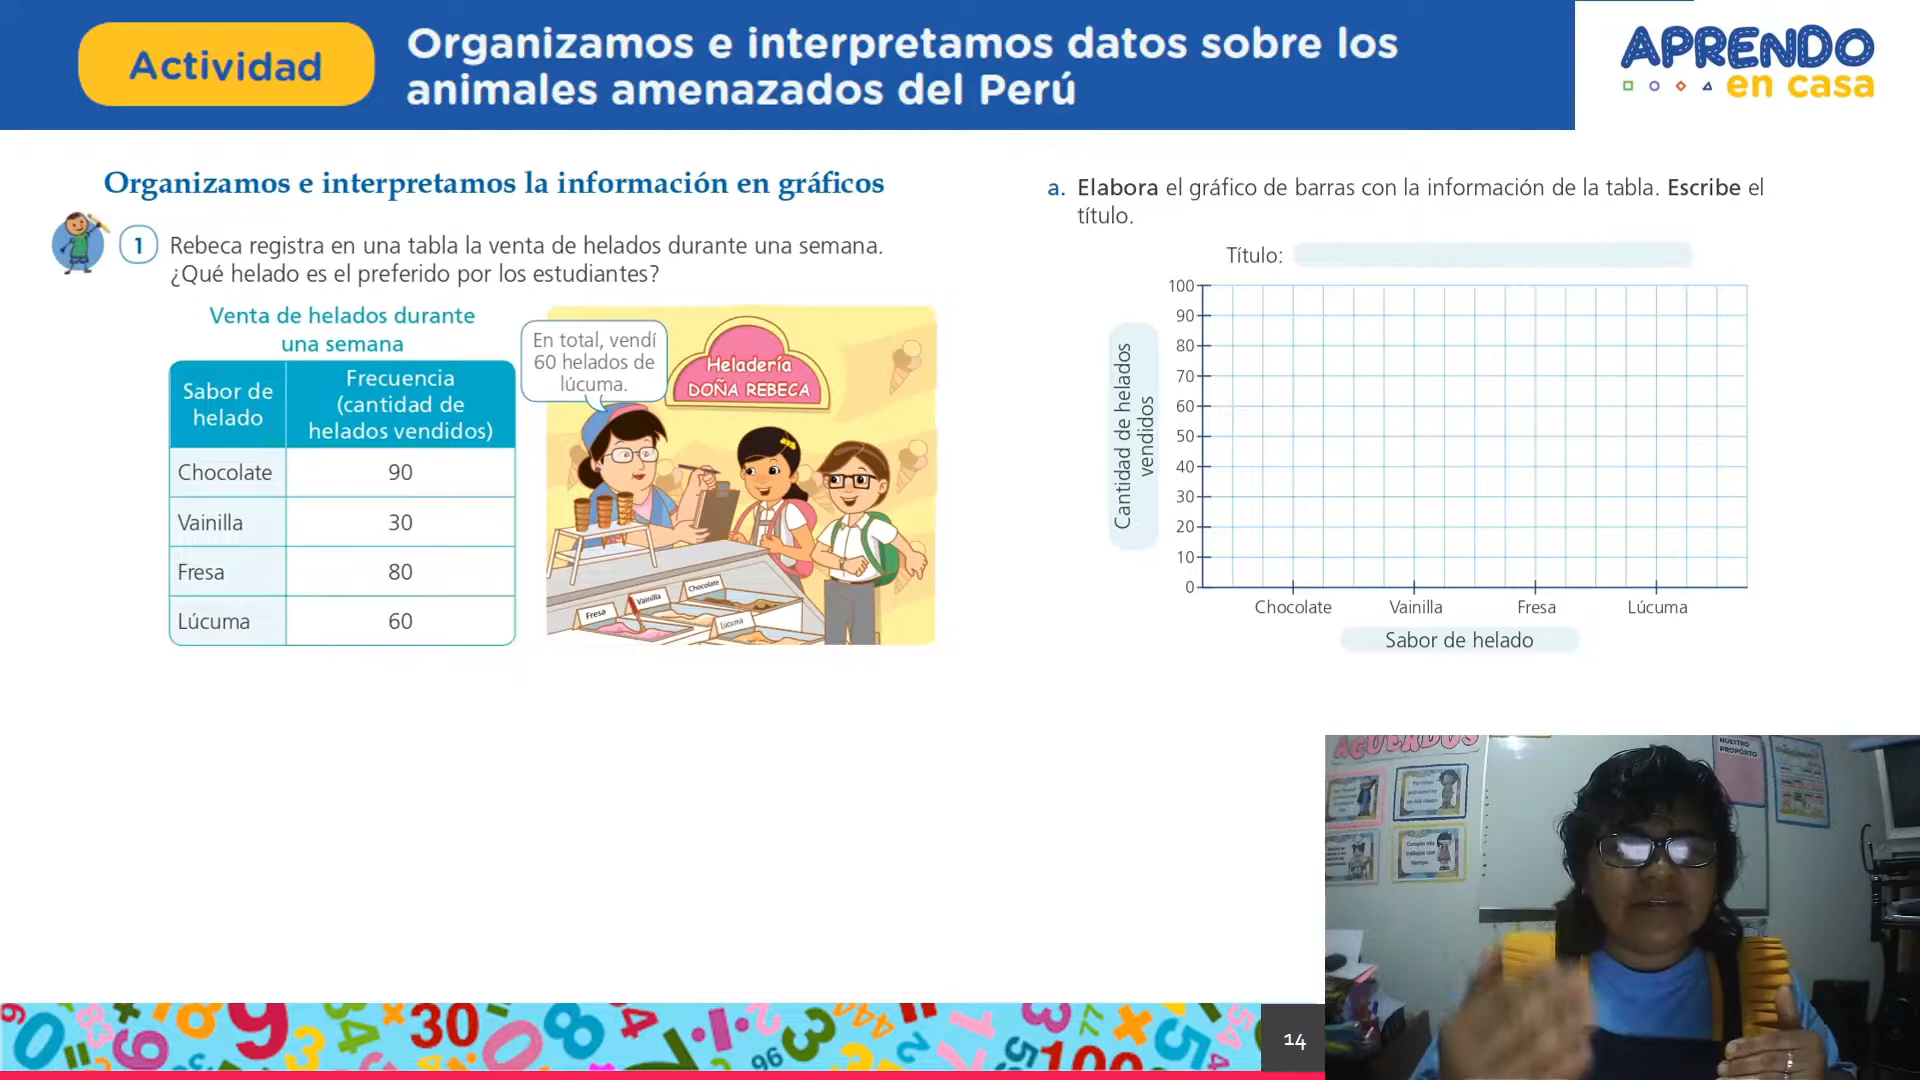 Actividad
Organizamos e interpretamos datos sobre los
animales amenazados del Perú
APRENDO
en casa
Organizamos e interpretamos la información en gráficos
1
Rebeca registra en una tabla la venta de helados durante una semana.
¿Qué helado es el preferido por los estudiantes?
Venta de helados durante
una semana
Sabor de
helado
Frecuencia
(cantidad de
helados vendidos)
Chocolate 90
Vainilla 30
Fresa 80
Lúcuma 60
En total, vendí
60 helados de
lúcuma.
Heladería
DOÑA REBECA
Fresa
Vainilla
Chocolate
Lúcuma
a. Elabora el gráfico de barras con la información de la tabla. Escribe el
título.
Título:
Cantidad de helados
vendidos
100
90
80
70
60
50
40
30
20
10
0
Chocolate Vainilla Fresa Lúcuma
Sabor de helado
ACUERDOS
NUESTRO
PROPÓSITO
14